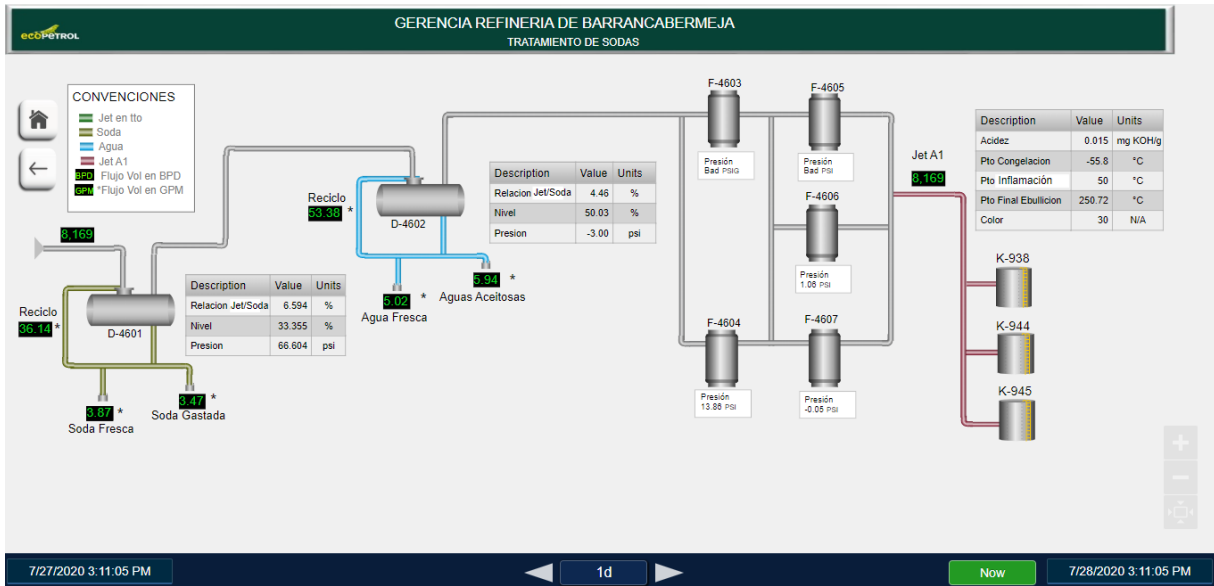 ecopetrol
GERENCIA REFINERIA DE BARRANCABERMEJA
TRATAMIENTO DE SODAS
CONVENCIONES
Jet en tto
Soda
Agua
Jet A1
BPD Flujo Vol en BPD
GPM *Flujo Vol en GPM
8,169
Reciclo
36.14 *
D-4601
3.87 *
Soda Fresca
3.47 *
Soda Gastada
Description Value Units
Relacion Jet/Soda 6.594 %
Nivel 33.355 %
Presion 66.604 psi
Reciclo
53.38 *
D-4602
5.02 *
Agua Fresca
5.94 *
Aguas Aceitosas
Description Value Units
Relacion Jet/Soda 4.46 %
Nivel 50.03 %
Presion -3.00 psi
F-4603
Presión
Bad PSIG
F-4605
Presión
Bad PSI
F-4606
Presión
1.06 PSI
F-4604
Presión
13.86 PSI
F-4607
Presión
-0.05 PSI
Jet A1
8,169
Description Value Units
Acidez 0.015 mg KOH/g
Pto Congelacion -55.8 °C
Pto Inflamación 50 °C
Pto Final Ebullicion 250.72 °C
Color 30 N/A
K-938
K-944
K-945
7/27/2020 3:11:05 PM
1d
Now
7/28/2020 3:11:05 PM